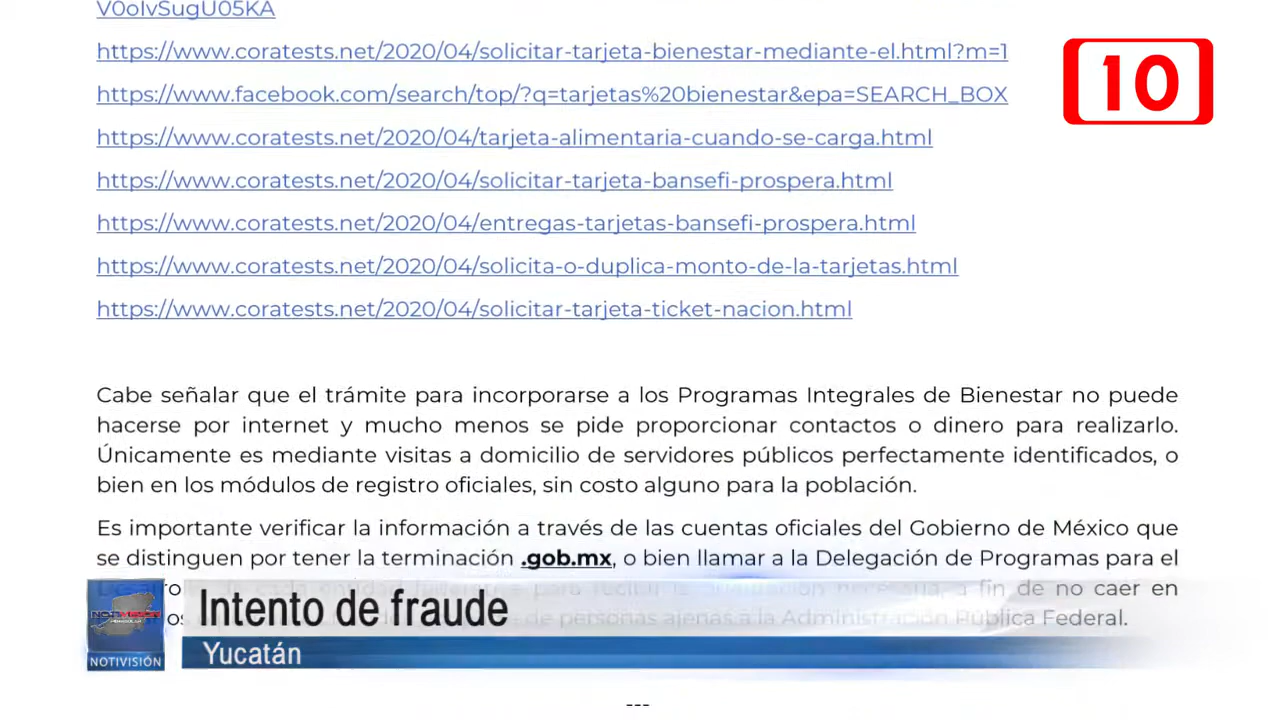 V0oIvSugU05KA
https://www.coratests.net/2020/04/solicitar-tarjeta-bienestar-mediante-el.html?m=1
10
https://www.facebook.com/search/top/?q=tarjetas%20bienestar&epa=SEARCH_BOX
https://www.coratests.net/2020/04/tarjeta-alimentaria-cuando-se-carga.html
https://www.coratests.net/2020/04/solicitar-tarjeta-bansefi-prospera.html
https://www.coratests.net/2020/04/entregas-tarjetas-bansefi-prospera.html
https://www.coratests.net/2020/04/solicita-o-duplica-monto-de-la-tarjetas.html
https://www.coratests.net/2020/04/solicitar-tarjeta-ticket-nacion.html
Cabe señalar que el trámite para incorporarse a los Programas Integrales de Bienestar no puede
hacerse por internet y mucho menos se pide proporcionar contactos o dinero para realizarlo.
Únicamente es mediante visitas a domicilio de servidores públicos perfectamente identificados, o
bien en los módulos de registro oficiales, sin costo alguno para la población.
Es importante verificar la información a través de las cuentas oficiales del Gobierno de México que
se distinguen por tener la terminación .gob.mx, o bien llamar a la Delegación de Programas para el
para recibir la a fin de no caer en
de personas ajenas a la Administración Pública Federal.
Intento de fraude
Yucatán
NOTIVISIÓN
---